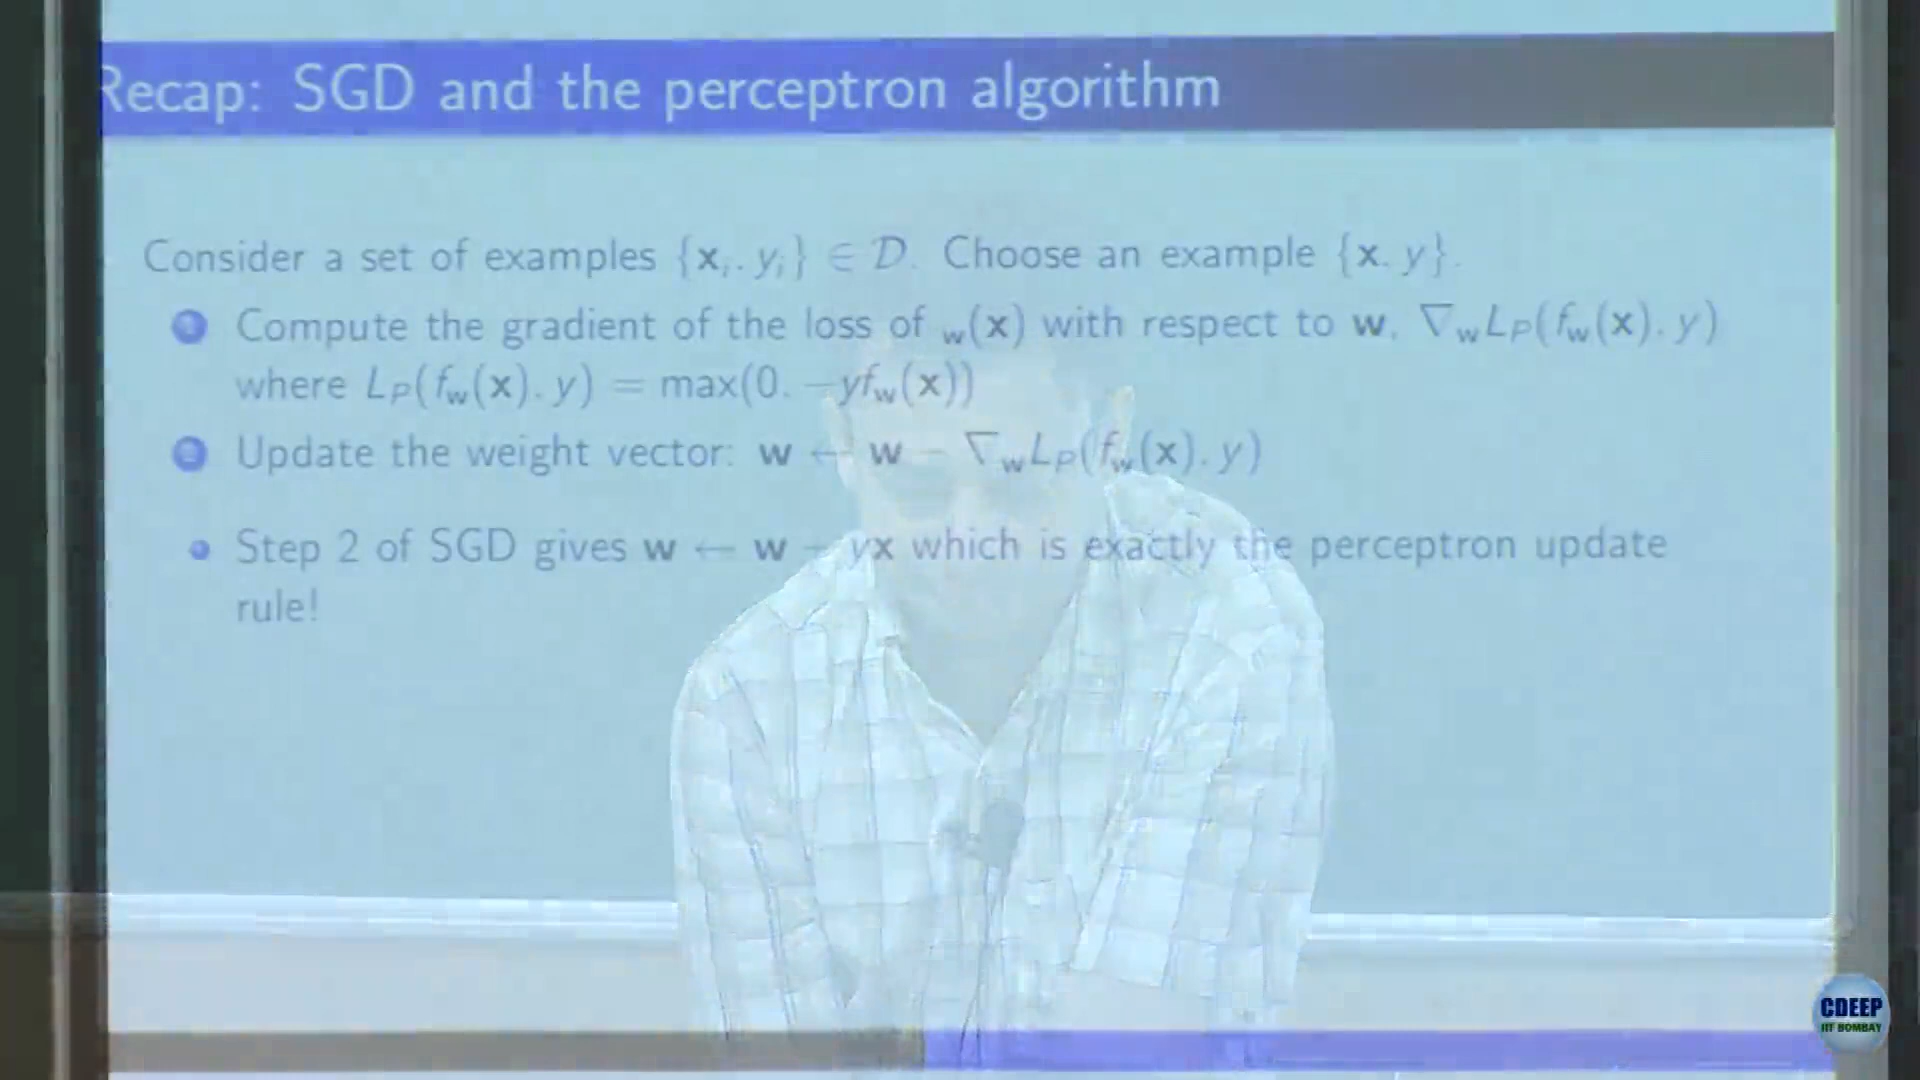 Recap: SGD and the perceptron algorithm
Consider a set of examples {x_i, y_i} ∈ D. Choose an example {x, y}.
1 Compute the gradient of the loss of _w(x) with respect to w, ∇_w L_P(f_w(x), y)
where L_P(f_w(x), y) = max(0, −yf_w(x))
2 Update the weight vector: w ← w − ∇_w L_P(f_w(x), y)
• Step 2 of SGD gives w ← w yx which is exactly the perceptron update
rule!
CDEEP
IIT BOMBAY